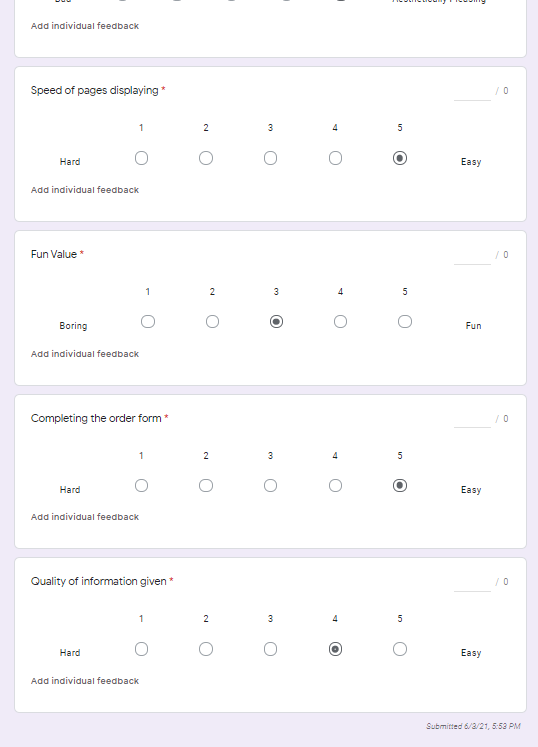 Add individual feedback
Speed of pages displaying *
/ 0
1 2 3 4 5
Hard Easy
Add individual feedback
Fun Value *
/ 0
1 2 3 4 5
Boring Fun
Add individual feedback
Completing the order form *
/ 0
1 2 3 4 5
Hard Easy
Add individual feedback
Quality of information given *
/ 0
1 2 3 4 5
Hard Easy
Add individual feedback
Submitted 6/3/21, 5:53 PM